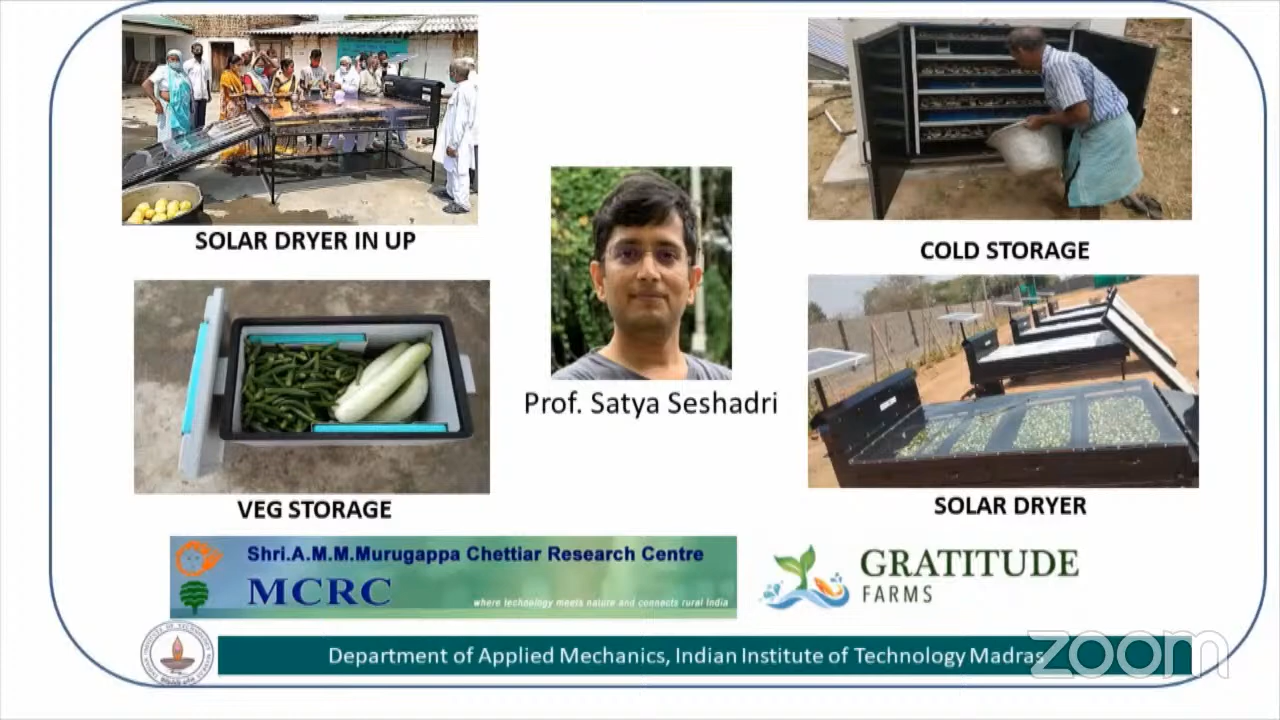 SOLAR DRYER IN UP
COLD STORAGE
Prof. Satya Seshadri
VEG STORAGE
SOLAR DRYER
Shri.A.M.M.Murugappa Chettiar Research Centre
MCRC
where technology meets nature and connects rural India
GRATITUDE
FARMS
Department of Applied Mechanics, Indian Institute of Technology Madras
zoom